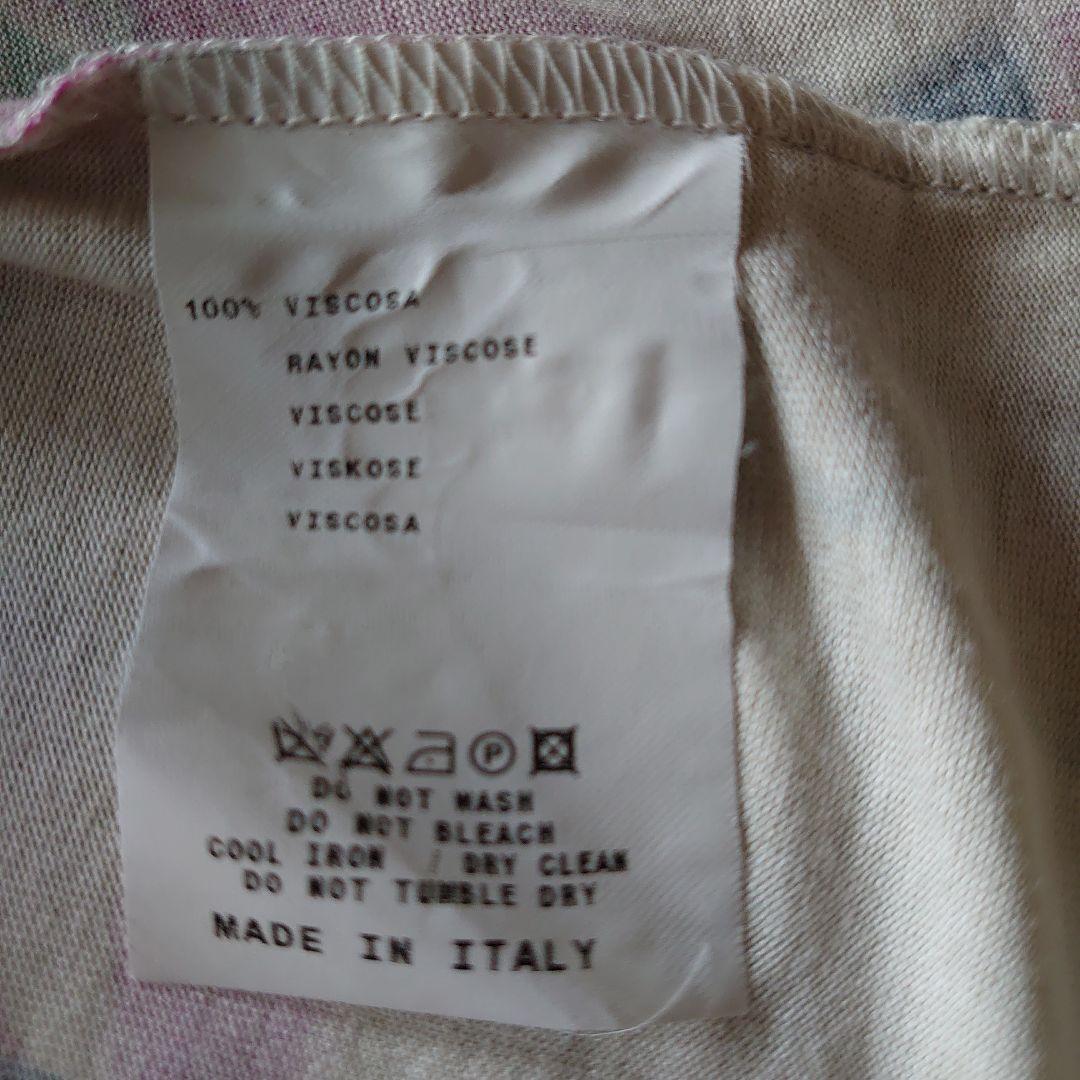 100% VISCOSA
RAYON VISCOSE
VISCOSE
VISKOSE
VISCOSA
P
DO NOT WASH
DO NOT BLEACH
COOL IRON / DRY CLEAN
DO NOT TUMBLE DRY
MADE IN ITALY